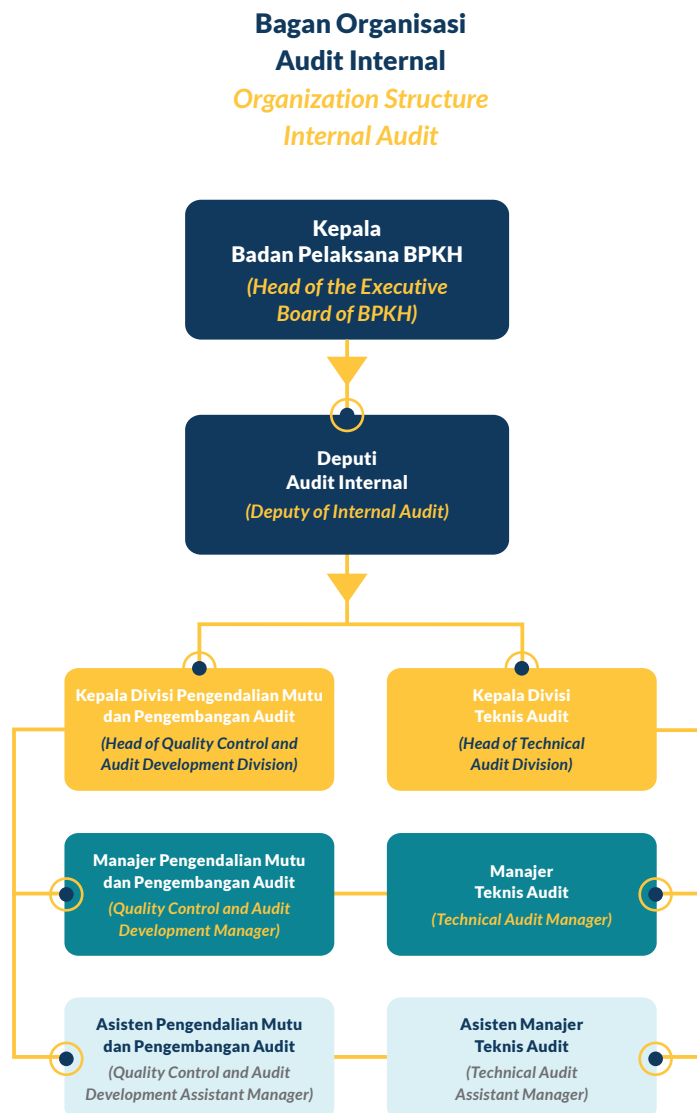 Bagan Organisasi
Audit Internal
Organization Structure
Internal Audit
Kepala
Badan Pelaksana BPKH
(Head of the Executive
Board of BPKH)
Deputi
Audit Internal
(Deputy of Internal Audit)
Kepala Divisi Pengendalian Mutu
dan Pengembangan Audit
(Head of Quality Control and
Audit Development Division)
Kepala Divisi
Teknis Audit
(Head of Technical
Audit Division)
Manajer Pengendalian Mutu
dan Pengembangan Audit
(Quality Control and Audit
Development Manager)
Manajer
Teknis Audit
(Technical Audit Manager)
Asisten Pengendalian Mutu
dan Pengembangan Audit
(Quality Control and Audit
Development Assistant Manager)
Asisten Manajer
Teknis Audit
(Technical Audit
Assistant Manager)